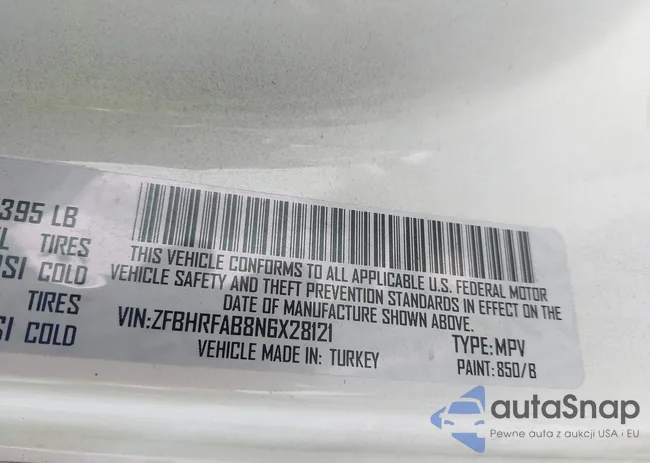 395 LB
TIRES
SI COLD
TIRES
SI COLD
THIS VEHICLE CONFORMS TO ALL APPLICABLE U.S. FEDERAL MOTOR
VEHICLE SAFETY AND THEFT PREVENTION STANDARDS IN EFFECT ON THE
DATE OF MANUFACTURE SHOWN ABOVE.
VIN:ZFBHRFAB8N6X28121 TYPE:MPV
VEHICLE MADE IN: TURKEY PAINT: 850/B
autaSnap
Pewne auta z aukcji USA i EU